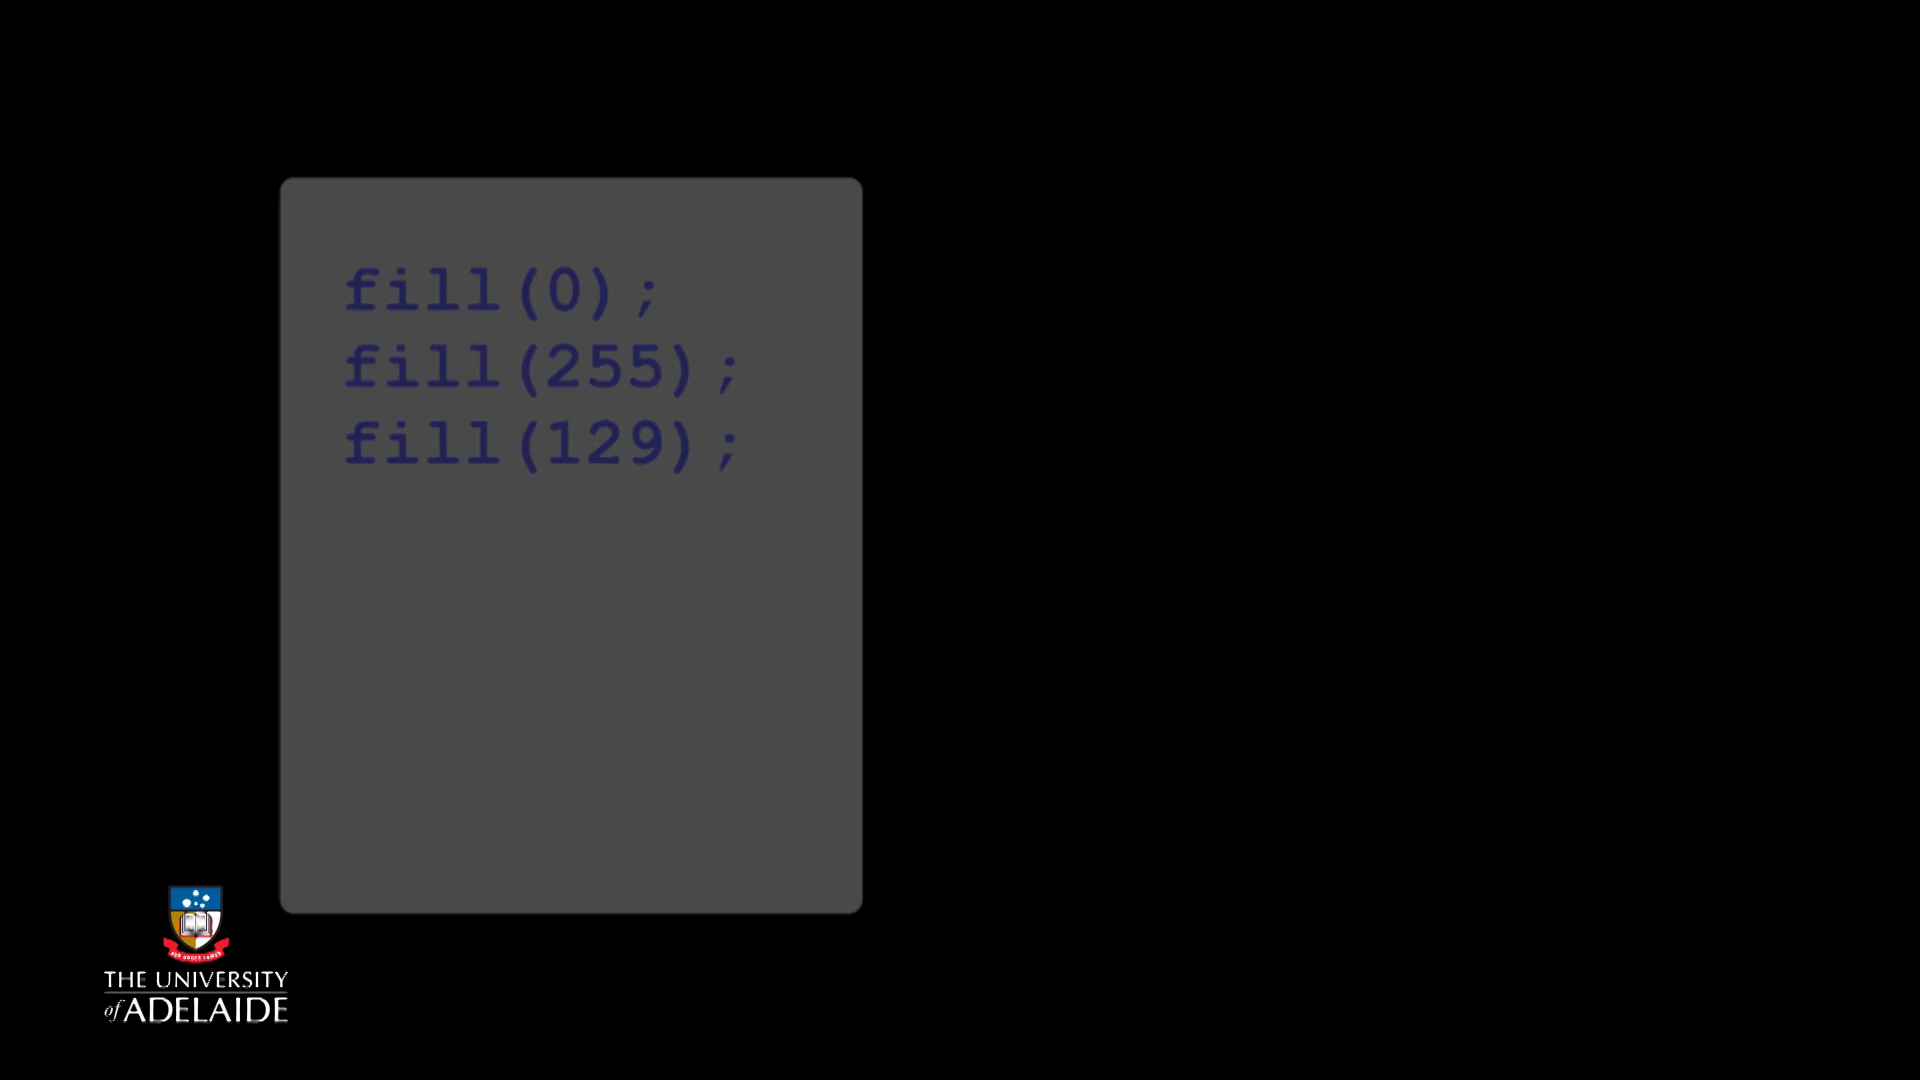 fill(0);
fill(255);
fill(129);
THE UNIVERSITY
of ADELAIDE